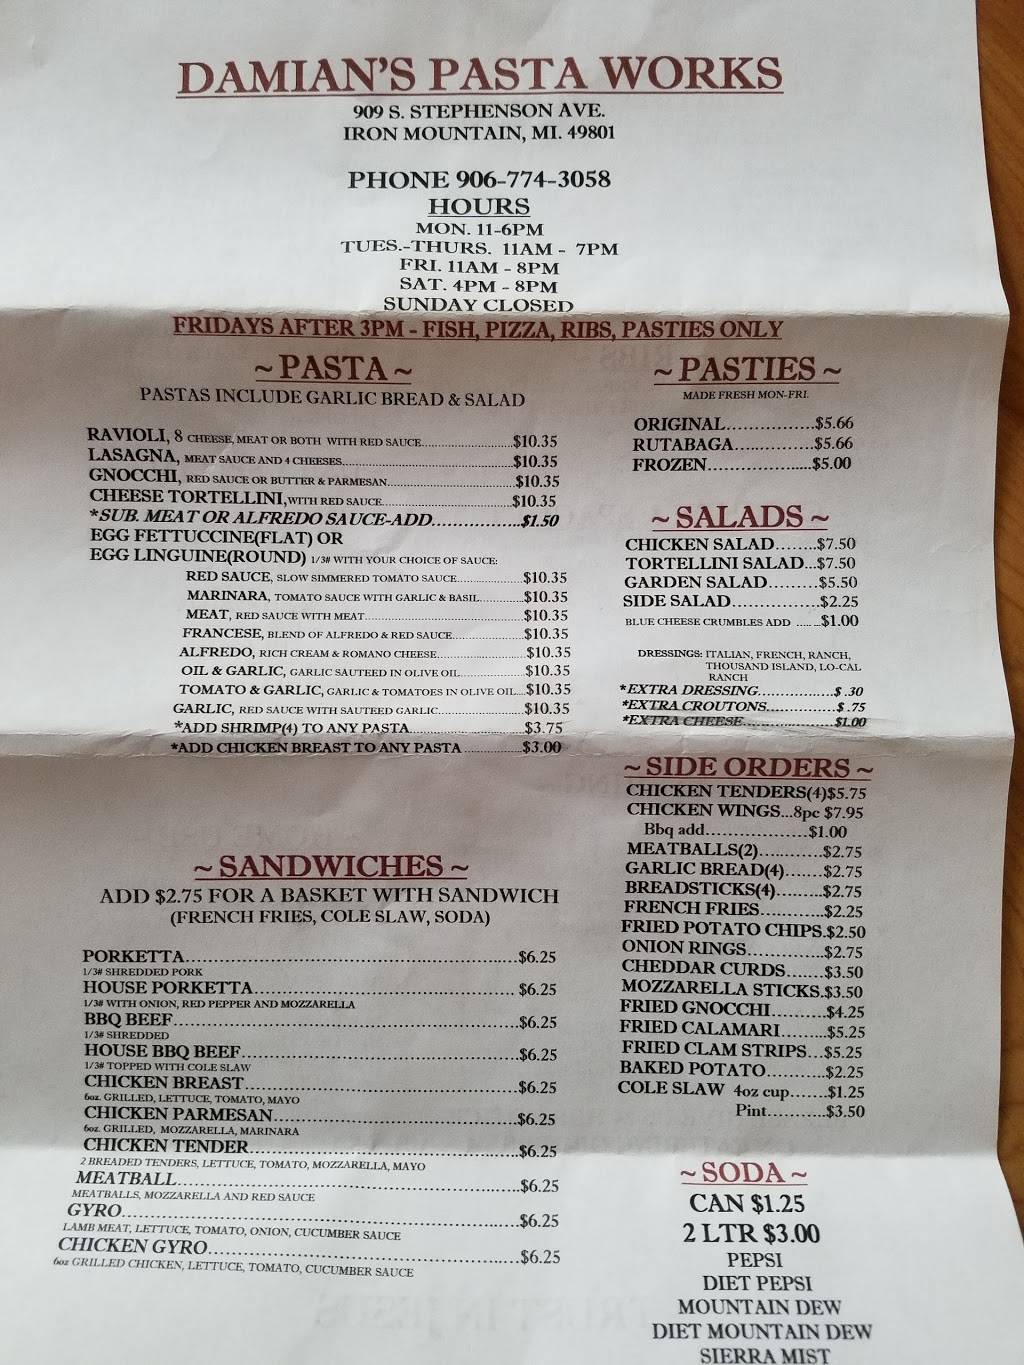 DAMIAN'S PASTA WORKS
909 S. STEPHENSON AVE.
IRON MOUNTAIN, MI. 49801
PHONE 906-774-3058
HOURS
MON. 11-6PM
TUES.-THURS. 11AM - 7PM
FRI. 11AM - 8PM
SAT. 4PM - 8PM
SUNDAY CLOSED
FRIDAYS AFTER 3PM - FISH, PIZZA, RIBS, PASTIES ONLY
~ PASTA ~
PASTAS INCLUDE GARLIC BREAD & SALAD
RAVIOLI, 8 CHEESE, MEAT OR BOTH WITH RED SAUCE..........................$10.35
LASAGNA, MEAT SAUCE AND 4 CHEESES..........................$10.35
GNOCCHI, RED SAUCE OR BUTTER & PARMESAN..........................$10.35
CHEESE TORTELLINI, WITH RED SAUCE..........................$10.35
*SUB. MEAT OR ALFREDO SAUCE-ADD................$1.50
EGG FETTUCCINE(FLAT) OR
EGG LINGUINE(ROUND) 1/3# WITH YOUR CHOICE OF SAUCE:
RED SAUCE, SLOW SIMMERED TOMATO SAUCE...................$10.35
MARINARA, TOMATO SAUCE WITH GARLIC & BASIL.............$10.35
MEAT, RED SAUCE WITH MEAT..........................$10.35
FRANCESE, BLEND OF ALFREDO & RED SAUCE....................$10.35
ALFREDO, RICH CREAM & ROMANO CHEESE..........................$10.35
OIL & GARLIC, GARLIC SAUTEED IN OLIVE OIL...................$10.35
TOMATO & GARLIC, GARLIC & TOMATOES IN OLIVE OIL...$10.35
GARLIC, RED SAUCE WITH SAUTEED GARLIC........................$10.35
*ADD SHRIMP(4) TO ANY PASTA..........................$3.75
*ADD CHICKEN BREAST TO ANY PASTA .................$3.00
~ SANDWICHES ~
ADD $2.75 FOR A BASKET WITH SANDWICH
(FRENCH FRIES, COLE SLAW, SODA)
PORKETTA..........................$6.25
1/3# SHREDDED PORK
HOUSE PORKETTA.......................... $6.25
1/3# WITH ONION, RED PEPPER AND MOZZARELLA
BBQ BEEF..........................$6.25
1/3# SHREDDED
HOUSE BBQ BEEF..........................$6.25
1/3# TOPPED WITH COLE SLAW
CHICKEN BREAST..........................$6.25
6oz. GRILLED, LETTUCE, TOMATO, MAYO
CHICKEN PARMESAN..........................$6.25
6oz. GRILLED, MOZZARELLA, MARINARA
CHICKEN TENDER..........................$6.25
2 BREADED TENDERS, LETTUCE, TOMATO, MOZZARELLA, MAYO
MEATBALL..........................$6.25
MEATBALLS, MOZZARELLA AND RED SAUCE
GYRO..........................$6.25
LAMB MEAT, LETTUCE, TOMATO, ONION, CUCUMBER SAUCE
CHICKEN GYRO..........................$6.25
6oz GRILLED CHICKEN, LETTUCE, TOMATO, CUCUMBER SAUCE
~ PASTIES ~
MADE FRESH MON-FRI.
ORIGINAL................$5.66
RUTABAGA..............$5.66
FROZEN...................$5.00
~ SALADS ~
CHICKEN SALAD........$7.50
TORTELLINI SALAD...$7.50
GARDEN SALAD.........$5.50
SIDE SALAD................$2.25
BLUE CHEESE CRUMBLES ADD .......$1.00
DRESSINGS: ITALIAN, FRENCH, RANCH,
THOUSAND ISLAND, LO-CAL
RANCH
*EXTRA DRESSING..............$ .30
*EXTRA CROUTONS.............$ .75
*EXTRA CHEESE................$1.00
~ SIDE ORDERS ~
CHICKEN TENDERS(4)$5.75
CHICKEN WINGS...8pc $7.95
Bbq add..................$1.00
MEATBALLS(2)...........$2.75
GARLIC BREAD(4).......$2.75
BREADSTICKS(4).........$2.75
FRENCH FRIES............$2.25
FRIED POTATO CHIPS.$2.50
ONION RINGS..............$2.75
CHEDDAR CURDS.......$3.50
MOZZARELLA STICKS.$3.50
FRIED GNOCCHI..........$4.25
FRIED CALAMARI........$5.25
FRIED CLAM STRIPS...$5.25
BAKED POTATO..........$2.25
COLE SLAW 4oz cup.......$1.25
Pint...........$3.50
~ SODA ~
CAN $1.25
2 LTR $3.00
PEPSI
DIET PEPSI
MOUNTAIN DEW
DIET MOUNTAIN DEW
SIERRA MIST